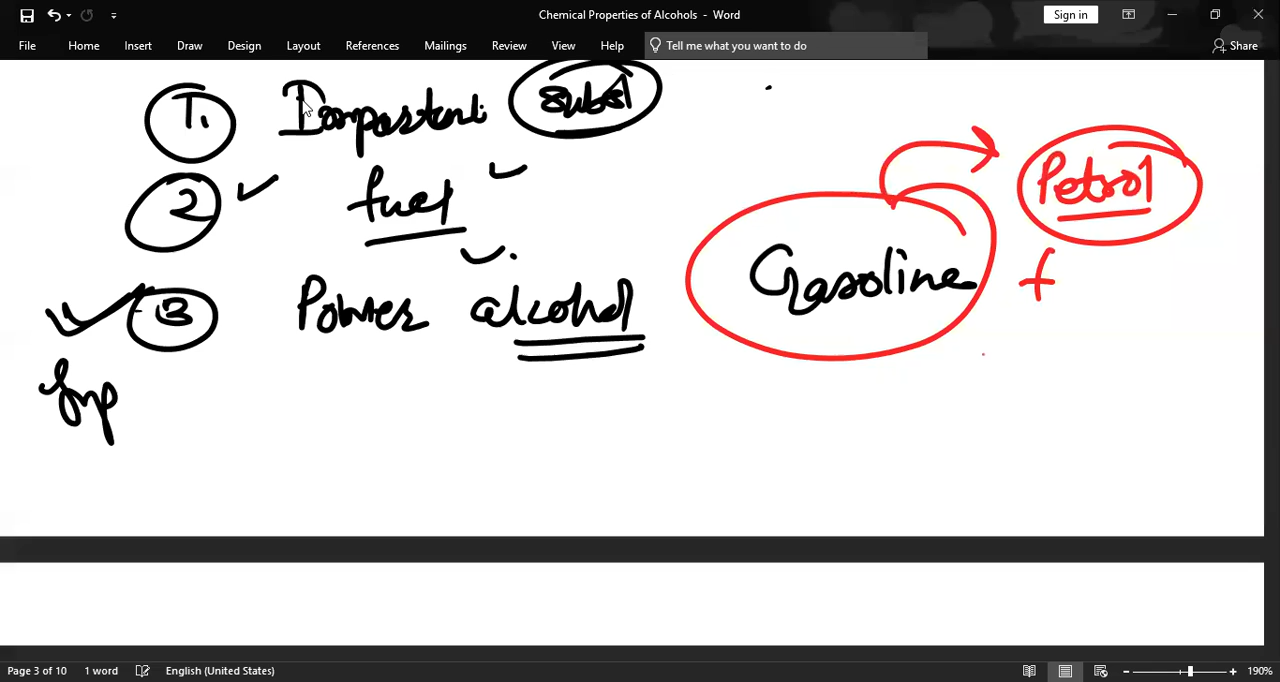 Chemical Properties of Alcohols - Word
Sign in
File Home Insert Draw Design Layout References Mailings Review View Help Tell me what you want to do Share
1. Important
2 fuel
3 Power alcohol
Gasoline +
Petrol
Imp
Page 3 of 10 1 word English (United States) 190%